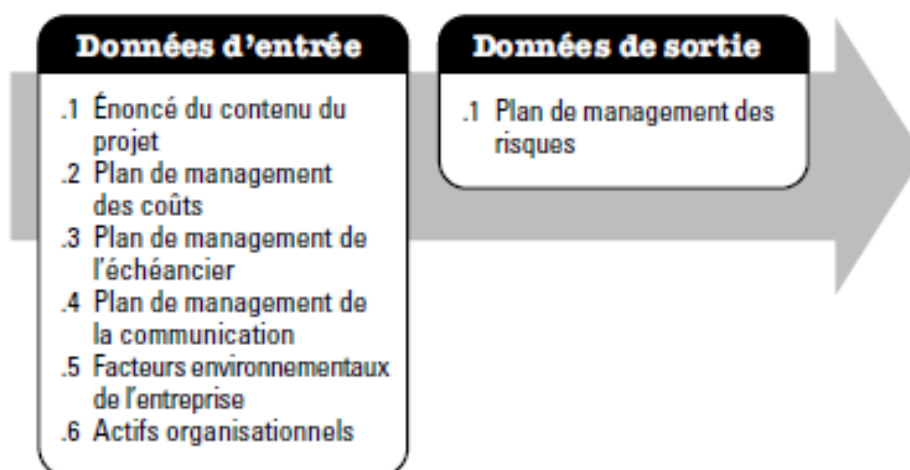 Données d'entrée
.1 Énoncé du contenu du
projet
.2 Plan de management
des coûts
.3 Plan de management de
l'échéancier
.4 Plan de management de
la communication
.5 Facteurs environnementaux
de l'entreprise
.6 Actifs organisationnels
Données de sortie
.1 Plan de management des
risques